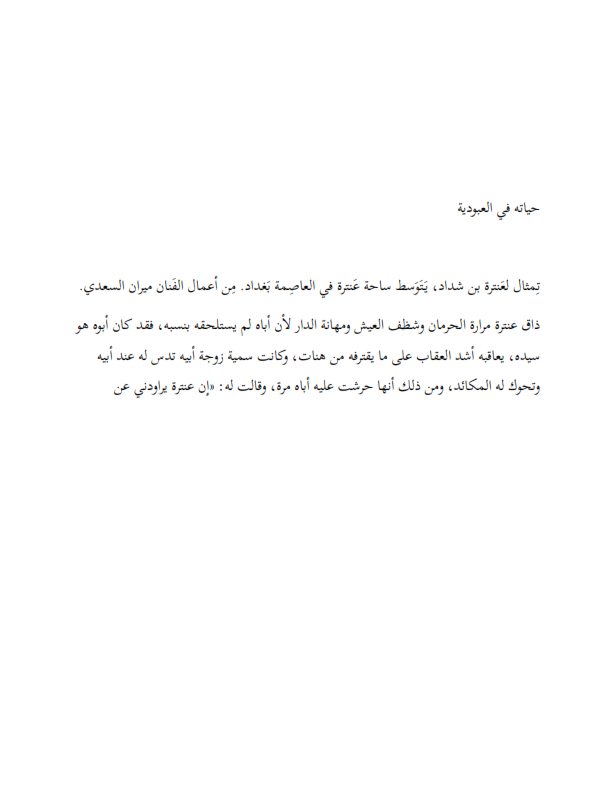 حياته في العبودية
تِمثال لعَنترة بن شداد، يَتَوَسط ساحة عَنترة في العاصِمة بَغداد. مِن أعمال الفَنان ميران السعدي.
ذاق عنترة مرارة الحرمان وشظف العيش ومهانة الدار لأن أباه لم يستلحقه بنسبه، فقد كان أبوه هو
سيده، يعاقبه أشد العقاب على ما يقترفه من هنات، وكانت سمية زوجة أبيه تدس له عند أبيه
وتحوك له المكائد، ومن ذلك أنها حرشت عليه أباه مرة، وقالت له: «إن عنترة يراودني عن